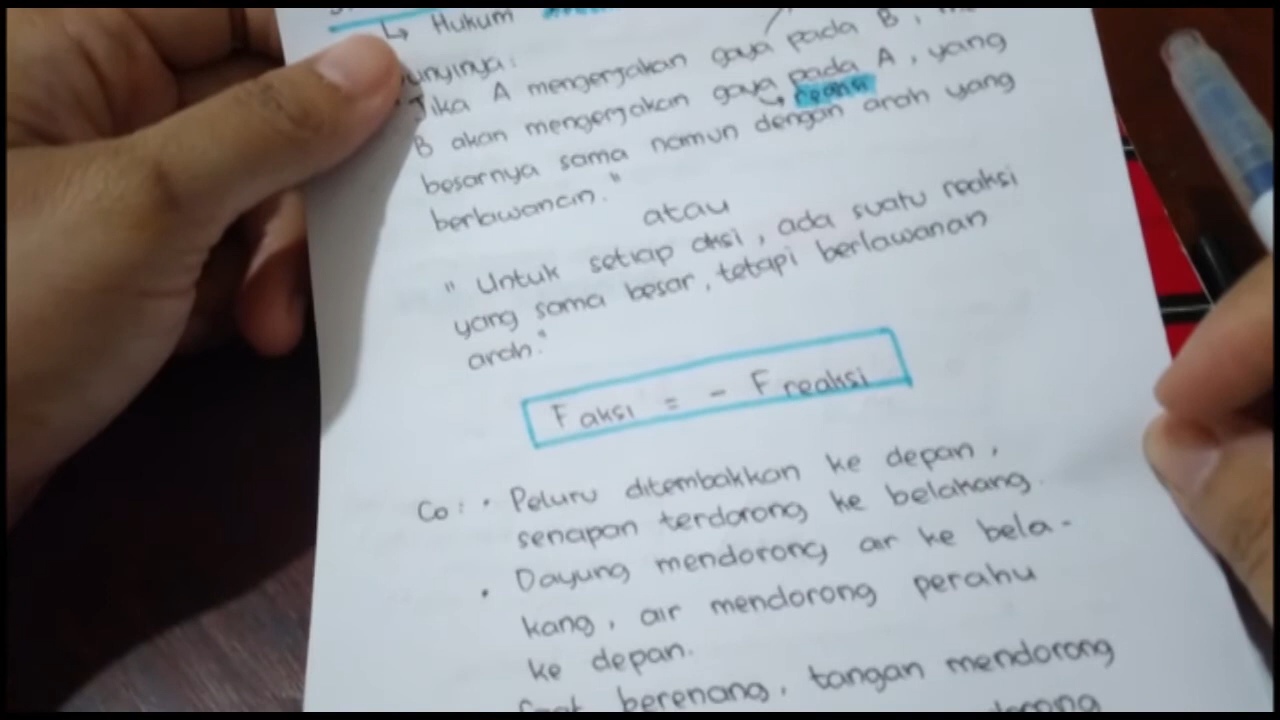 ↳ Hukum
unyinya :
Jika A mengerjakan gaya pada B,
B akan mengerjakan gaya pada A, yang
↳ reaksi
besarnya sama namun dengan arah yang
berlawanan."
atau
" Untuk setiap aksi, ada suatu reaksi
yang sama besar, tetapi berlawanan
arah."
F aksi = - F reaksi
Co : • Peluru ditembakkan ke depan,
senapan terdorong ke belakang.
• Dayung mendorong air ke bela-
kang, air mendorong perahu
ke depan.
berenang, tangan mendorong